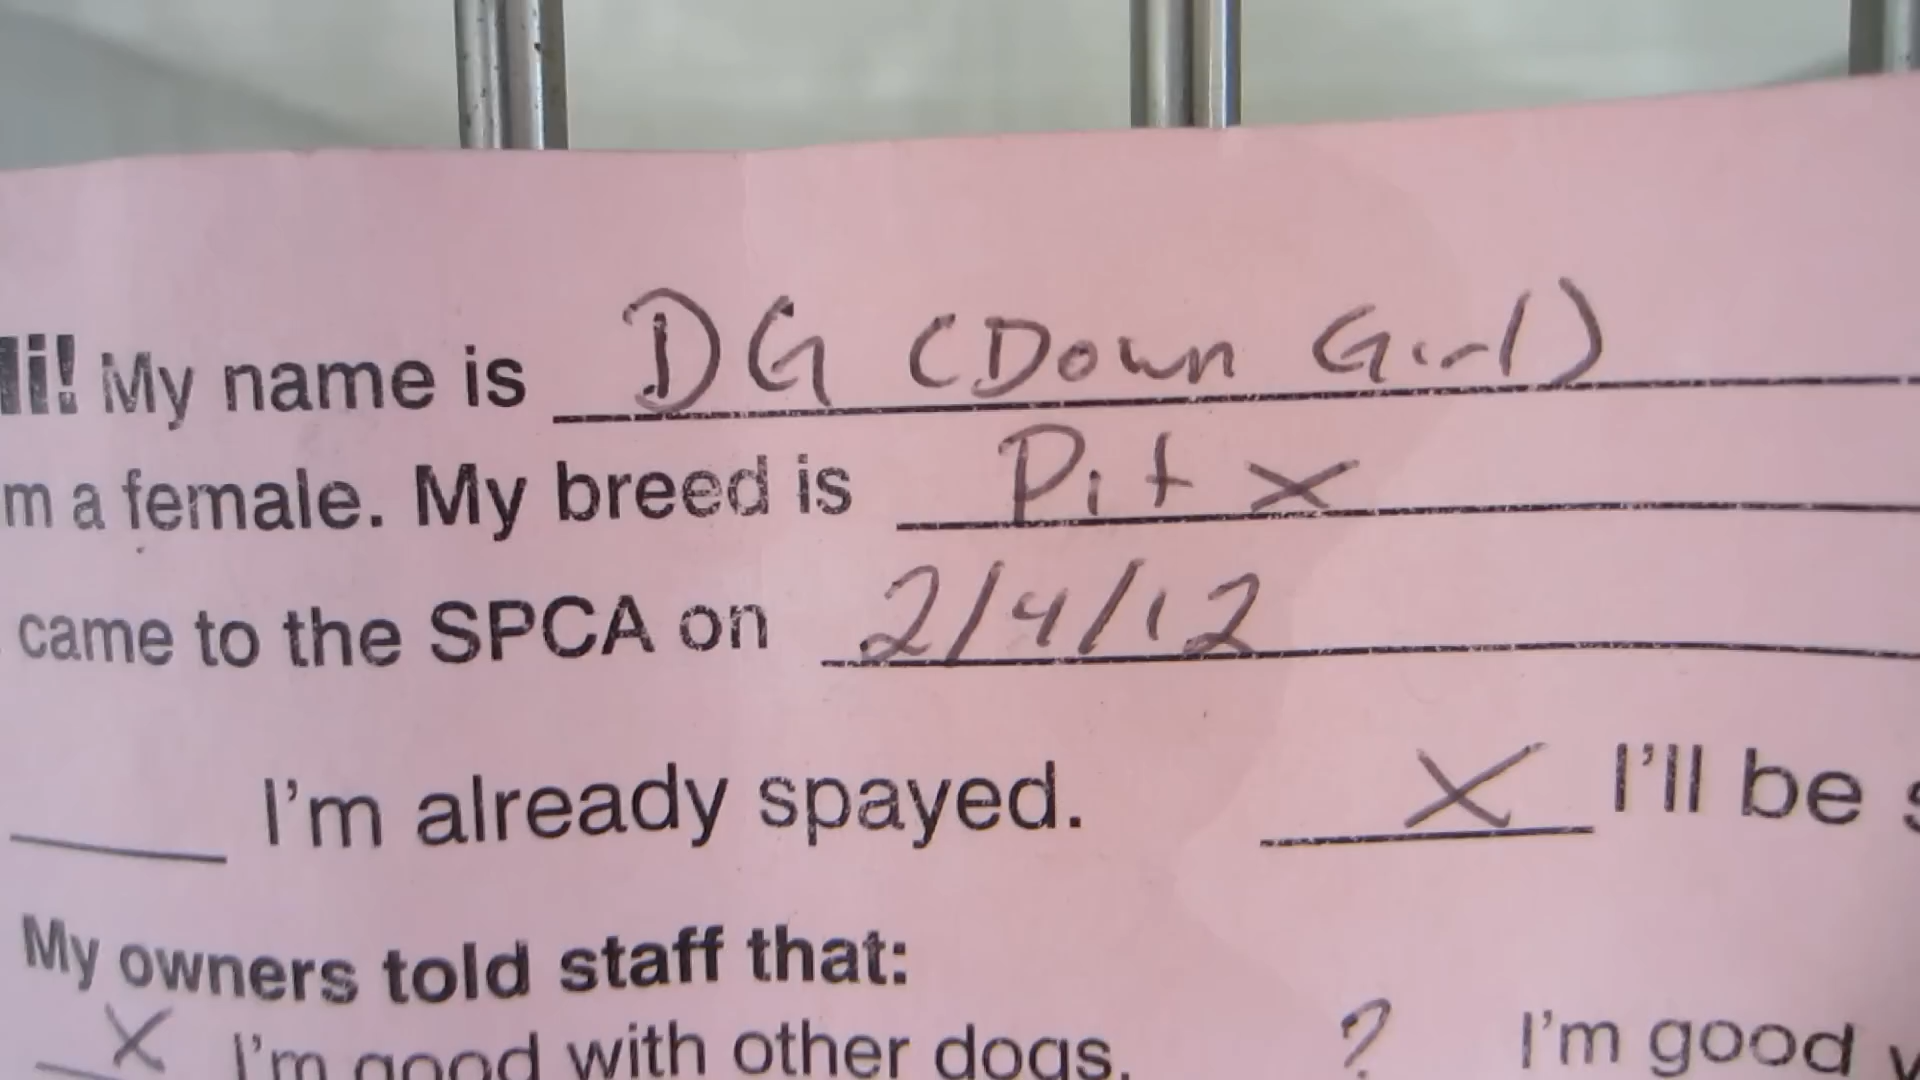 Hi! My name is DG (Down Girl)
m a female. My breed is Pit x
came to the SPCA on 2/4/12
I'm already spayed. X I'll be
My owners told staff that:
X I'm good with other dogs. ? I'm good